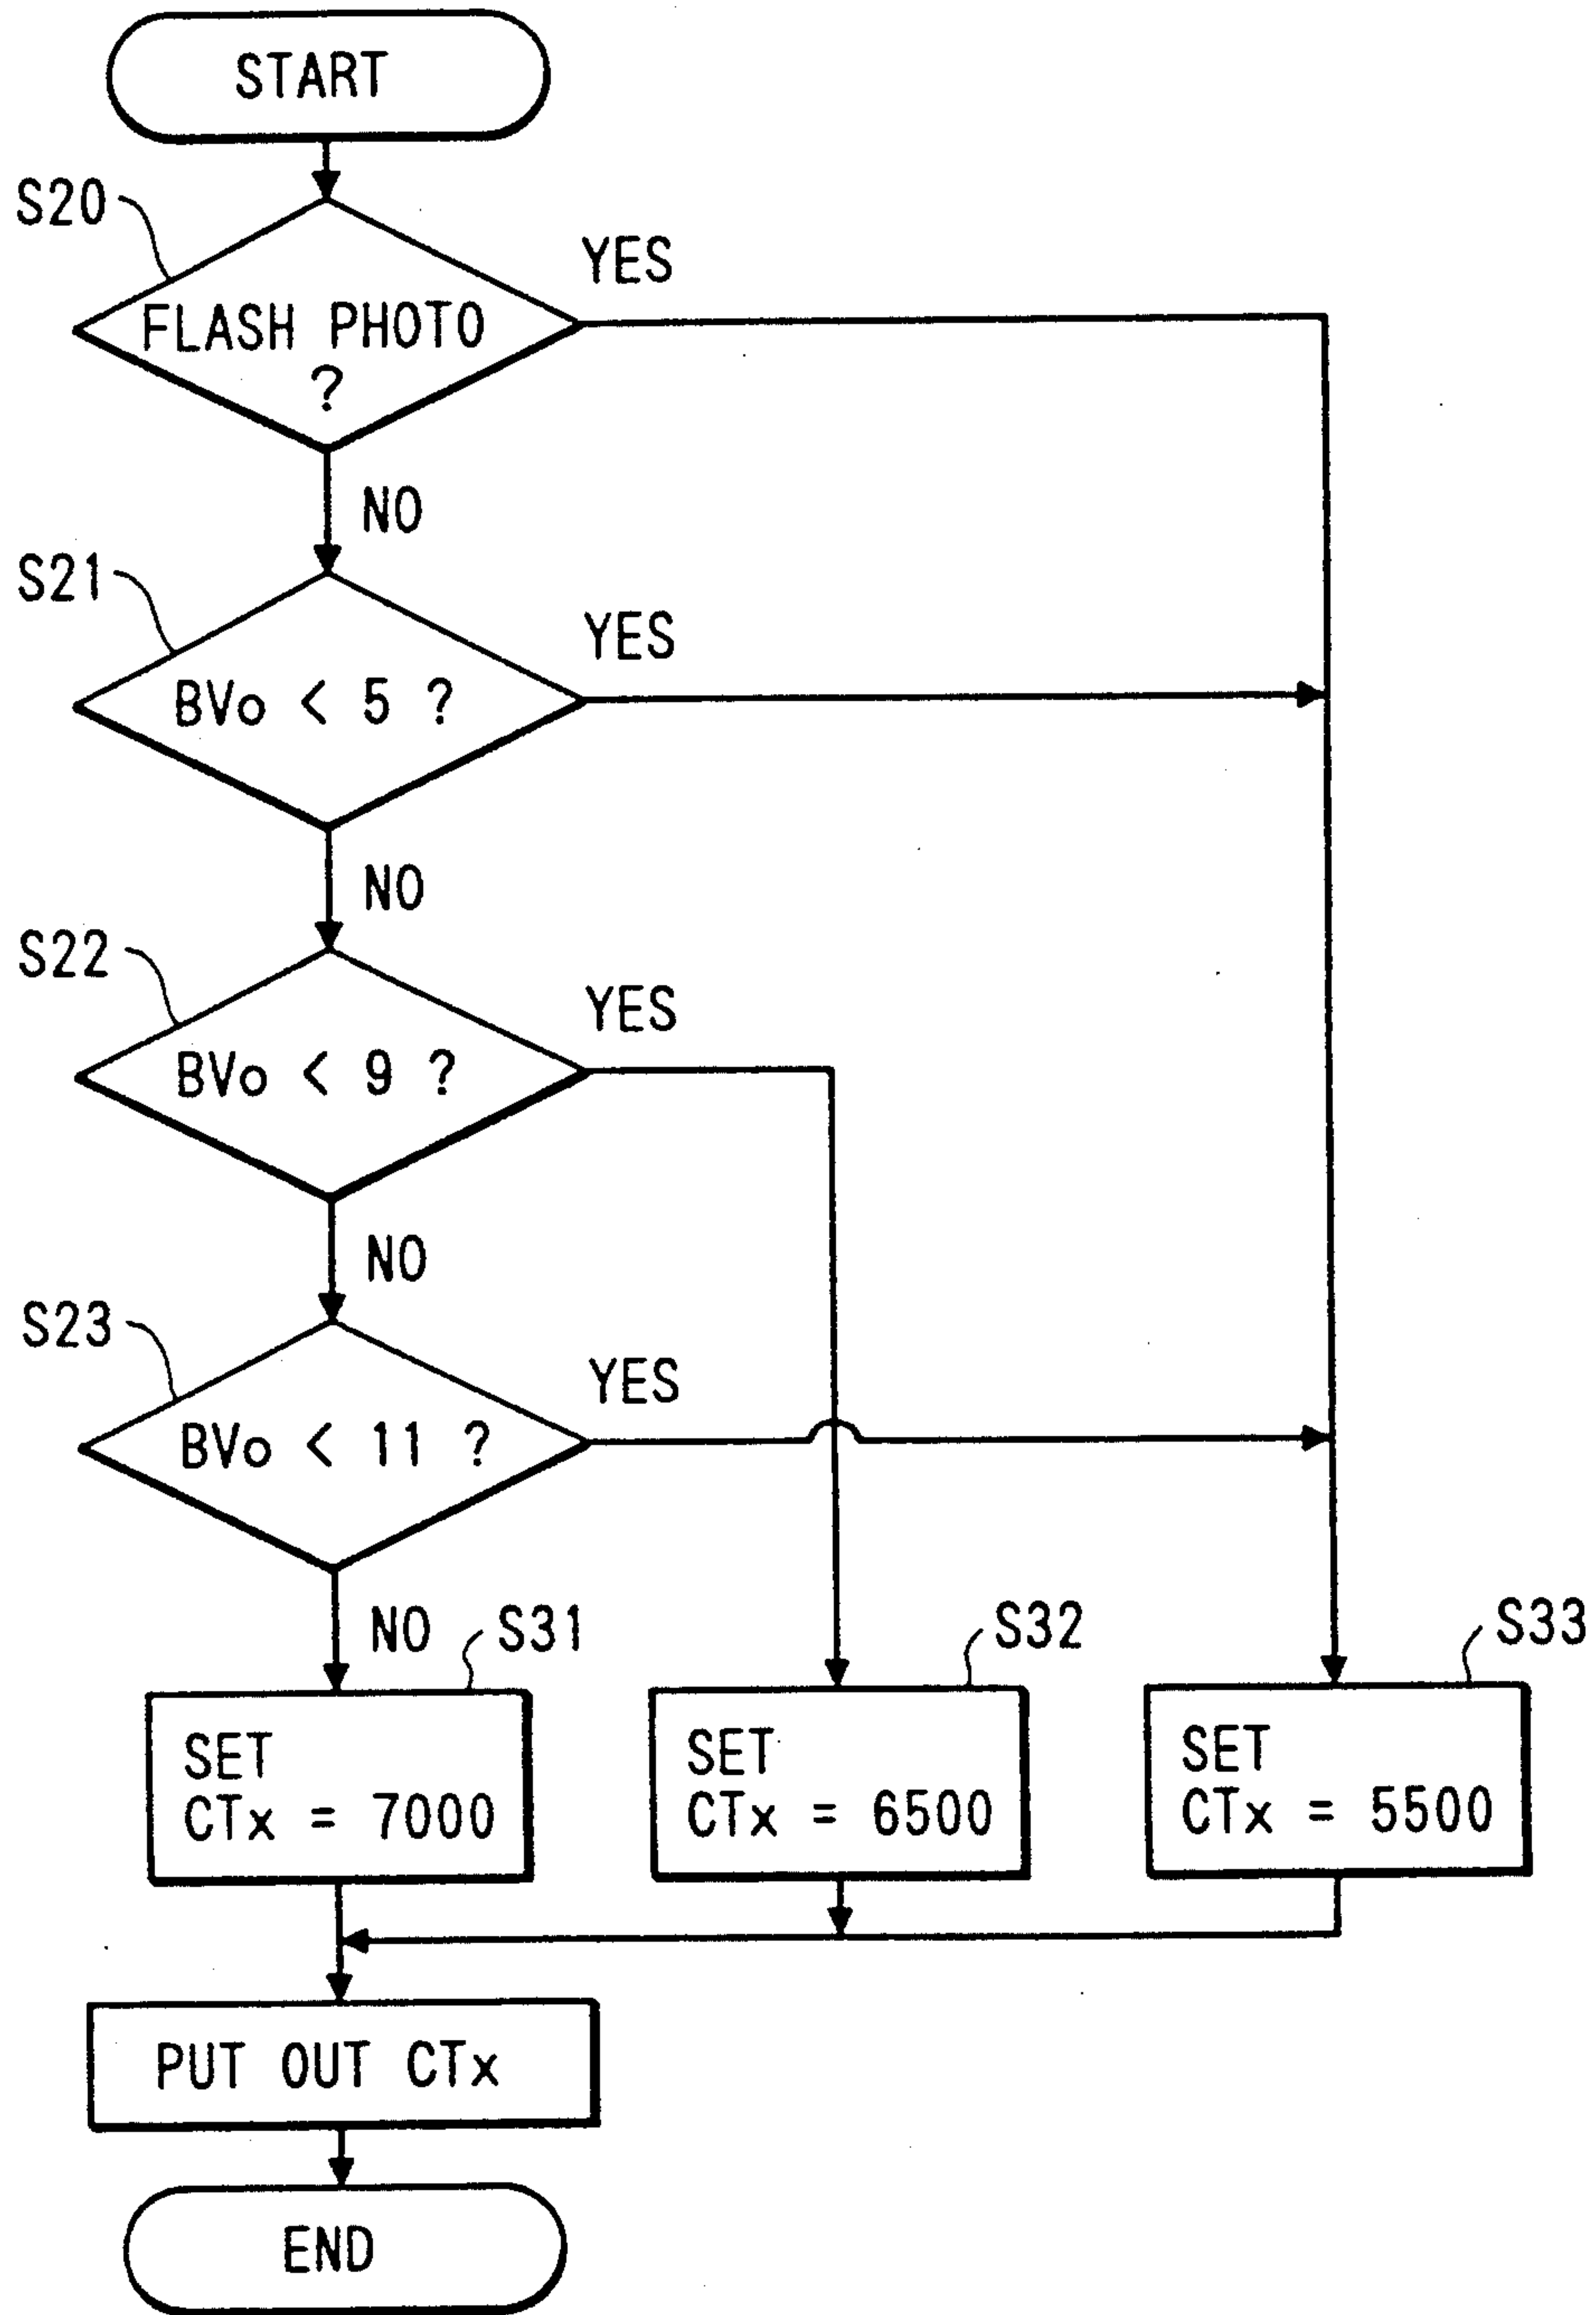 START
S20
YES
FLASH PHOTO
?
NO
S21
YES
BVo < 5 ?
NO
S22
YES
BVo < 9 ?
NO
S23
YES
BVo < 11 ?
NO
S31
S32
S33
SET
CTx = 7000
SET
CTx = 6500
SET
CTx = 5500
PUT OUT CTx
END